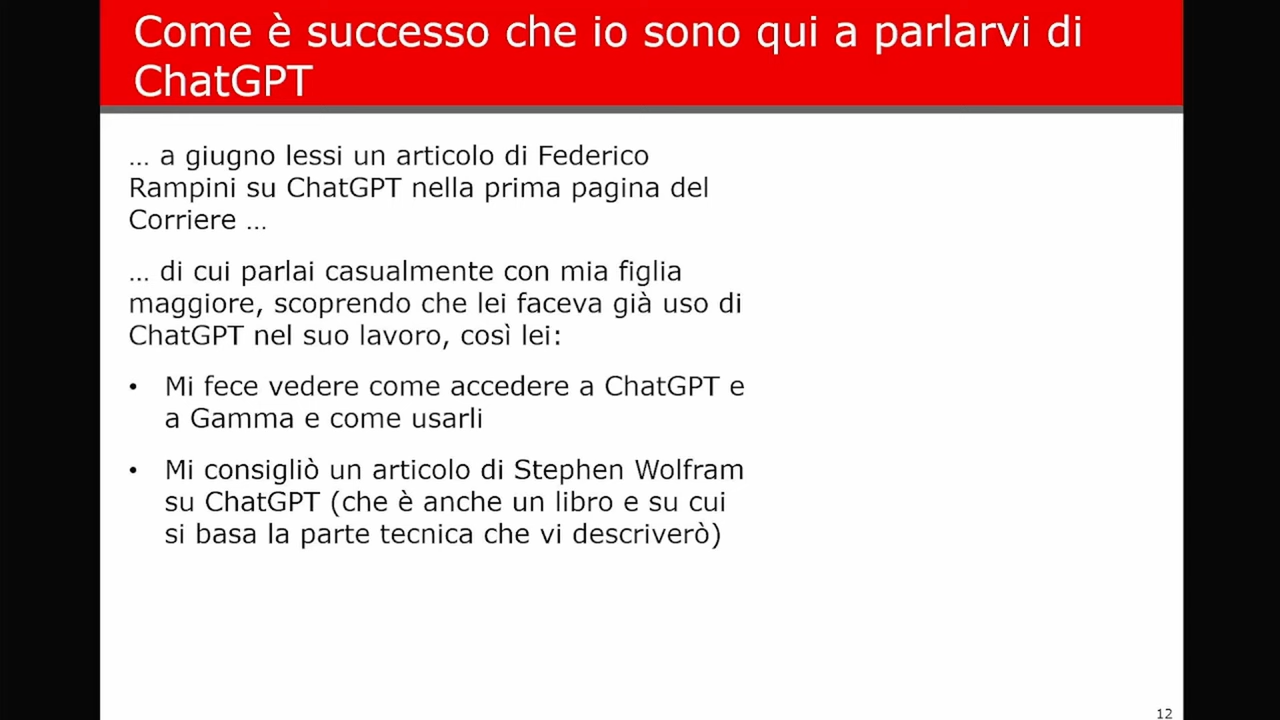 Come è successo che io sono qui a parlarvi di
ChatGPT
… a giugno lessi un articolo di Federico
Rampini su ChatGPT nella prima pagina del
Corriere …
… di cui parlai casualmente con mia figlia
maggiore, scoprendo che lei faceva già uso di
ChatGPT nel suo lavoro, così lei:
• Mi fece vedere come accedere a ChatGPT e
a Gamma e come usarli
• Mi consigliò un articolo di Stephen Wolfram
su ChatGPT (che è anche un libro e su cui
si basa la parte tecnica che vi descriverò)
12